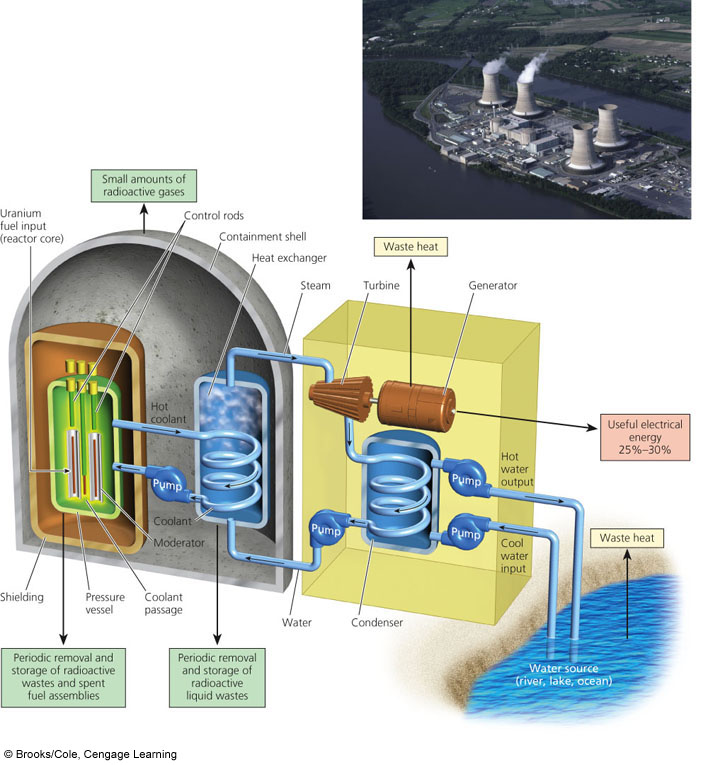 Small amounts of
radioactive gases
Uranium
fuel input
(reactor core)
Control rods
Containment shell
Heat exchanger
Waste heat
Steam
Turbine
Generator
Hot
coolant
Useful electrical
energy
25%–30%
Hot
water
output
Pump
Pump
Pump
Pump
Pump
Coolant
Moderator
Cool
water
input
Waste heat
Shielding
Pressure
vessel
Coolant
passage
Water
Condenser
Periodic removal and
storage of radioactive
wastes and spent
fuel assemblies
Periodic removal
and storage of
radioactive
liquid wastes
Water source
(river, lake, ocean)
© Brooks/Cole, Cengage Learning